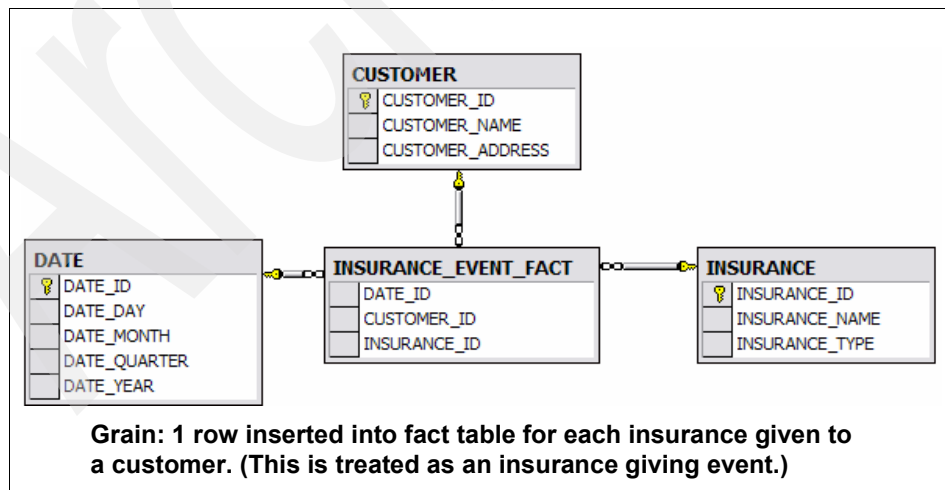 CUSTOMER
CUSTOMER_ID
CUSTOMER_NAME
CUSTOMER_ADDRESS
DATE
DATE_ID
DATE_DAY
DATE_MONTH
DATE_QUARTER
DATE_YEAR
INSURANCE_EVENT_FACT
DATE_ID
CUSTOMER_ID
INSURANCE_ID
INSURANCE
INSURANCE_ID
INSURANCE_NAME
INSURANCE_TYPE
Grain: 1 row inserted into fact table for each insurance given to
a customer. (This is treated as an insurance giving event.)